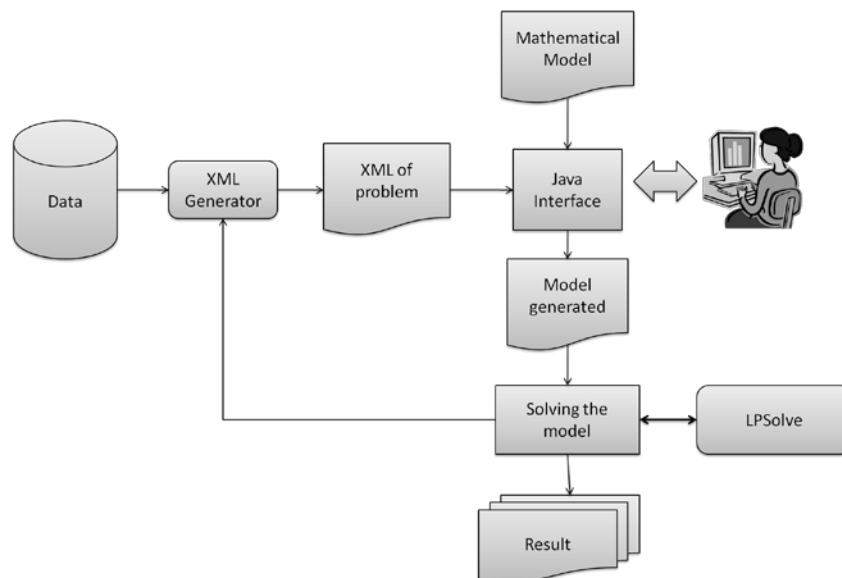 Mathematical
Model
Data
XML
Generator
XML of
problem
Java
Interface
Model
generated
Solving the
model
LPSolve
Result